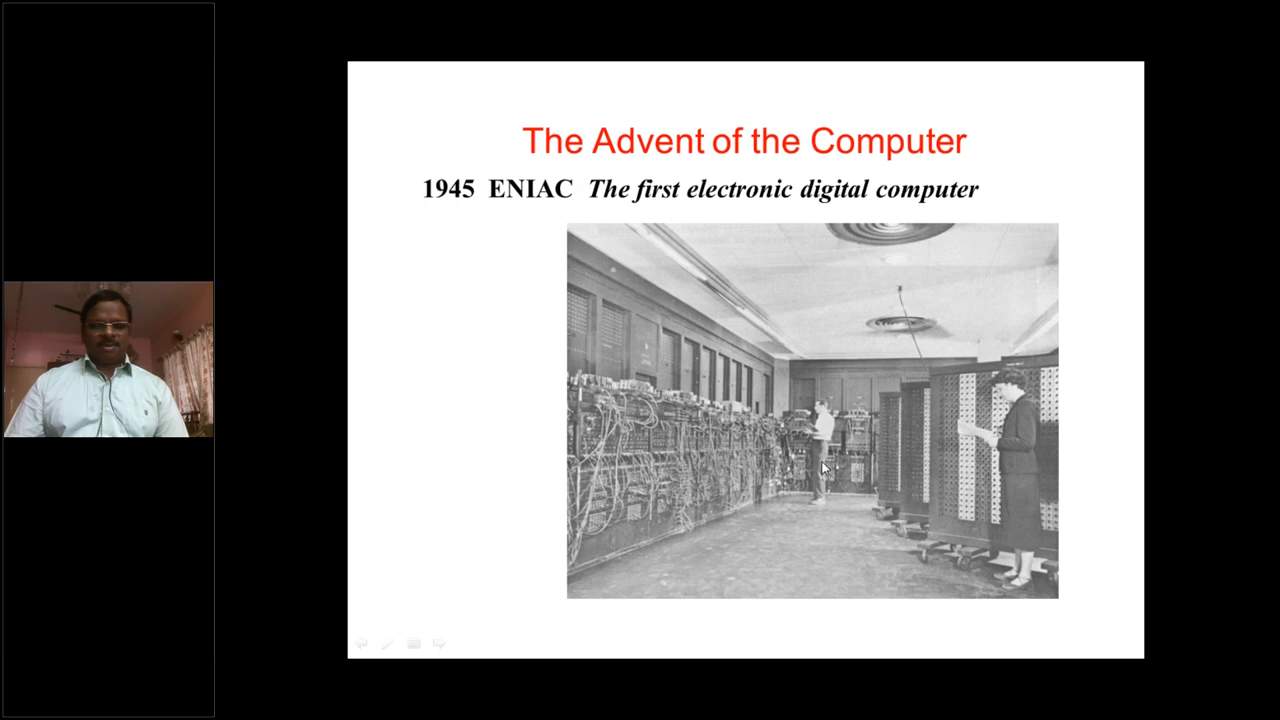 The Advent of the Computer
1945 ENIAC The first electronic digital computer